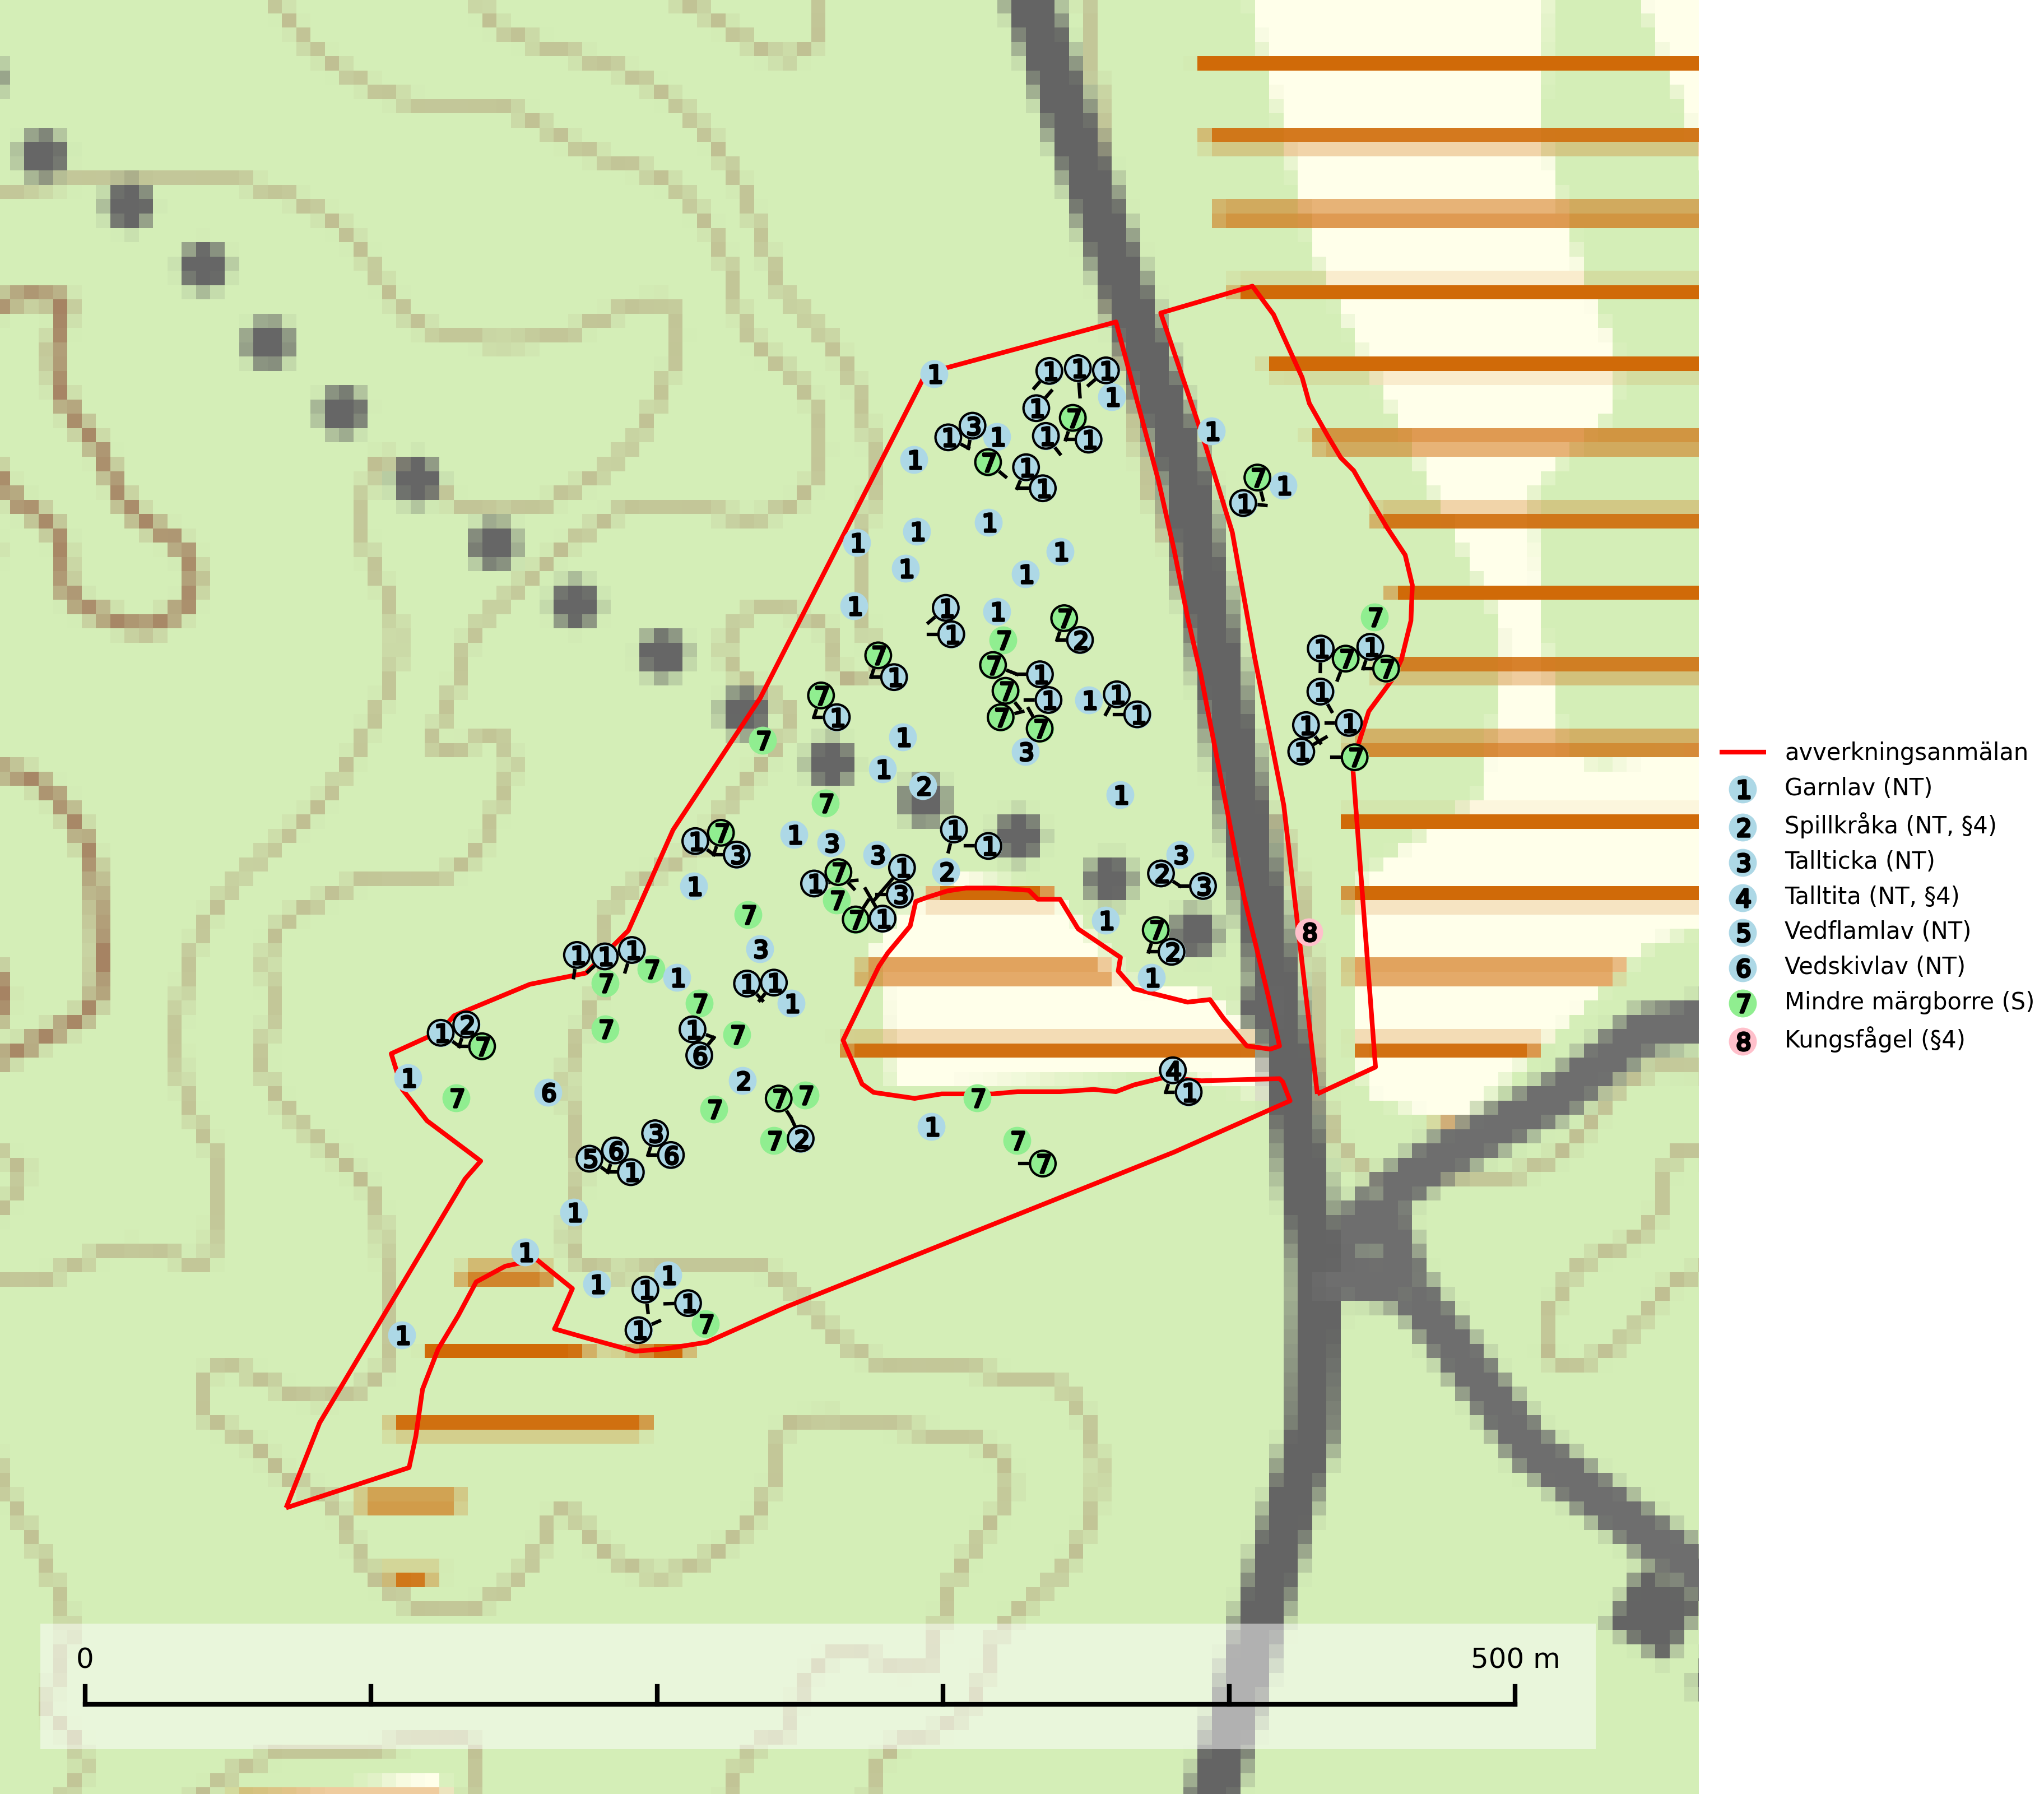 avverkningsanmälan
1 Garnlav (NT)
2 Spillkråka (NT, §4)
3 Tallticka (NT)
4 Talltita (NT, §4)
5 Vedflamlav (NT)
6 Vedskivlav (NT)
7 Mindre märgborre (S)
8 Kungsfågel (§4)
0 500 m